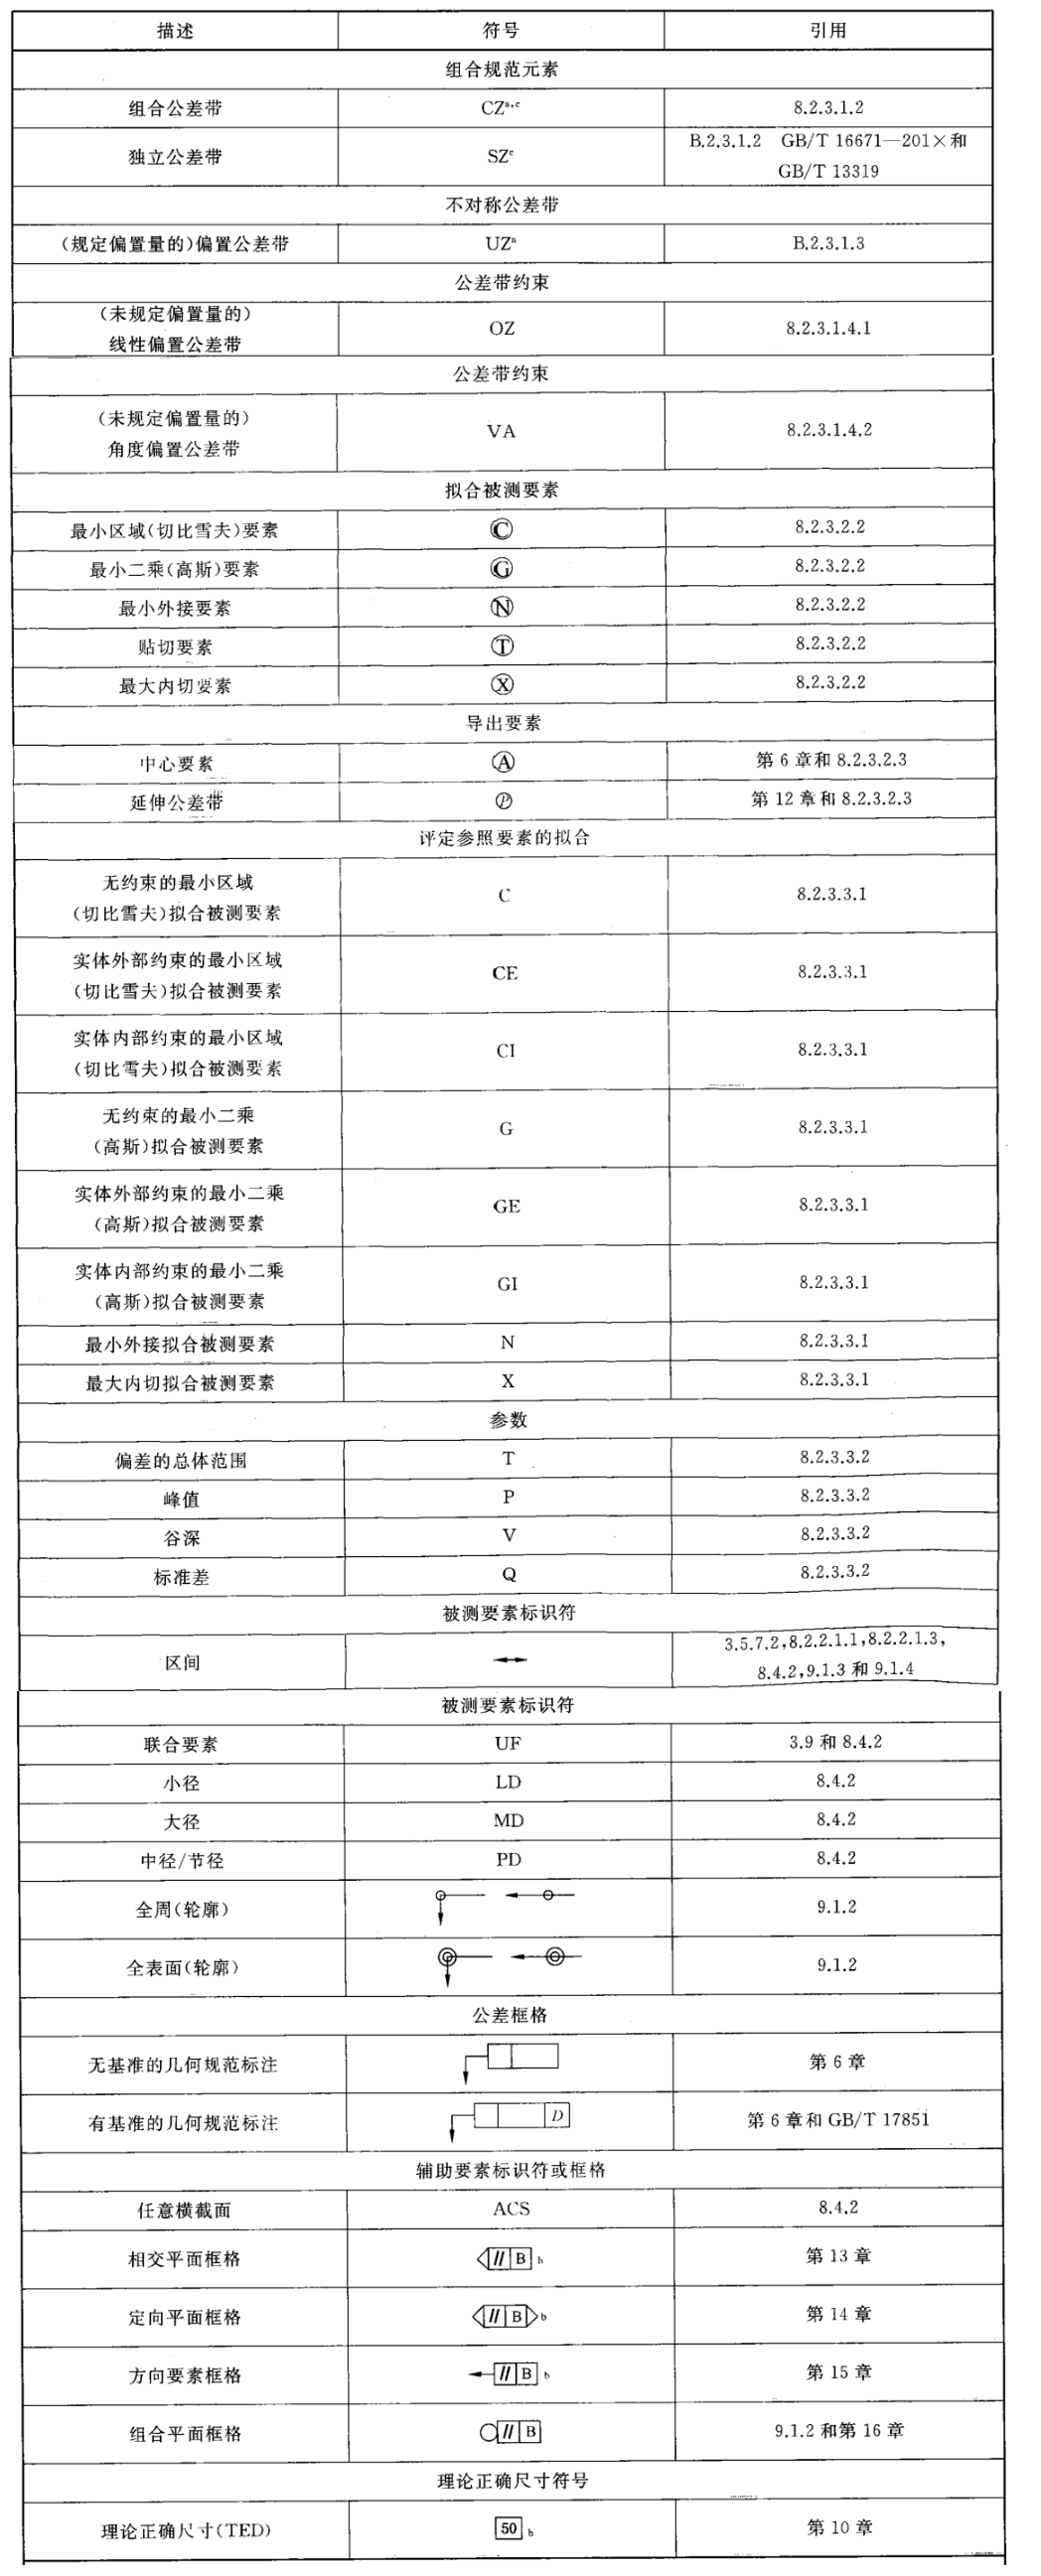 描述 符号 引用
组合规范元素
组合公差带 CZᵃ,ᶜ 8.2.3.1.2
独立公差带 SZᶜ B.2.3.1.2 GB/T 16671—201×和
GB/T 13319
不对称公差带
(规定偏置量的)偏置公差带 UZᵃ B.2.3.1.3
公差带约束
(未规定偏置量的)
线性偏置公差带 OZ 8.2.3.1.4.1
公差带约束
(未规定偏置量的)
角度偏置公差带 VA 8.2.3.1.4.2
拟合被测要素
最小区域(切比雪夫)要素 Ⓒ 8.2.3.2.2
最小二乘(高斯)要素 Ⓖ 8.2.3.2.2
最小外接要素 Ⓝ 8.2.3.2.2
贴切要素 Ⓣ 8.2.3.2.2
最大内切要素 Ⓧ 8.2.3.2.2
导出要素
中心要素 Ⓐ 第 6 章和 8.2.3.2.3
延伸公差带 Ⓟ 第 12 章和 8.2.3.2.3
评定参照要素的拟合
无约束的最小区域
(切比雪夫)拟合被测要素 C 8.2.3.3.1
实体外部约束的最小区域
(切比雪夫)拟合被测要素 CE 8.2.3.3.1
实体内部约束的最小区域
(切比雪夫)拟合被测要素 CI 8.2.3.3.1
无约束的最小二乘
(高斯)拟合被测要素 G 8.2.3.3.1
实体外部约束的最小二乘
(高斯)拟合被测要素 GE 8.2.3.3.1
实体内部约束的最小二乘
(高斯)拟合被测要素 GI 8.2.3.3.1
最小外接拟合被测要素 N 8.2.3.3.1
最大内切拟合被测要素 X 8.2.3.3.1
参数
偏差的总体范围 T 8.2.3.3.2
峰值 P 8.2.3.3.2
谷深 V 8.2.3.3.2
标准差 Q 8.2.3.3.2
被测要素标识符
区间 ↔ 3.5.7.2,8.2.2.1.1,8.2.2.1.3,
8.4.2,9.1.3 和 9.1.4
被测要素标识符
联合要素 UF 3.9 和 8.4.2
小径 LD 8.4.2
大径 MD 8.4.2
中径/节径 PD 8.4.2
全周(轮廓) 9.1.2
全表面(轮廓) 9.1.2
公差框格
无基准的几何规范标注 第 6 章
有基准的几何规范标注 D 第 6 章和 GB/T 17851
辅助要素标识符或框格
任意横截面 ACS 8.4.2
相交平面框格 // B b 第 13 章
定向平面框格 // B b 第 14 章
方向要素框格 // B b 第 15 章
组合平面框格 // B 9.1.2 和第 16 章
理论正确尺寸符号
理论正确尺寸(TED) 50 b 第 10 章